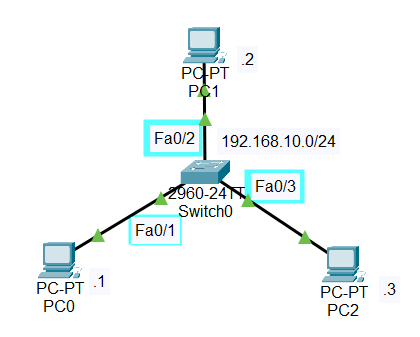 PC-PT
PC1
.2
Fa0/2
192.168.10.0/24
2960-24TT
Switch0
Fa0/3
Fa0/1
PC-PT
PC0
.1
PC-PT
PC2
.3